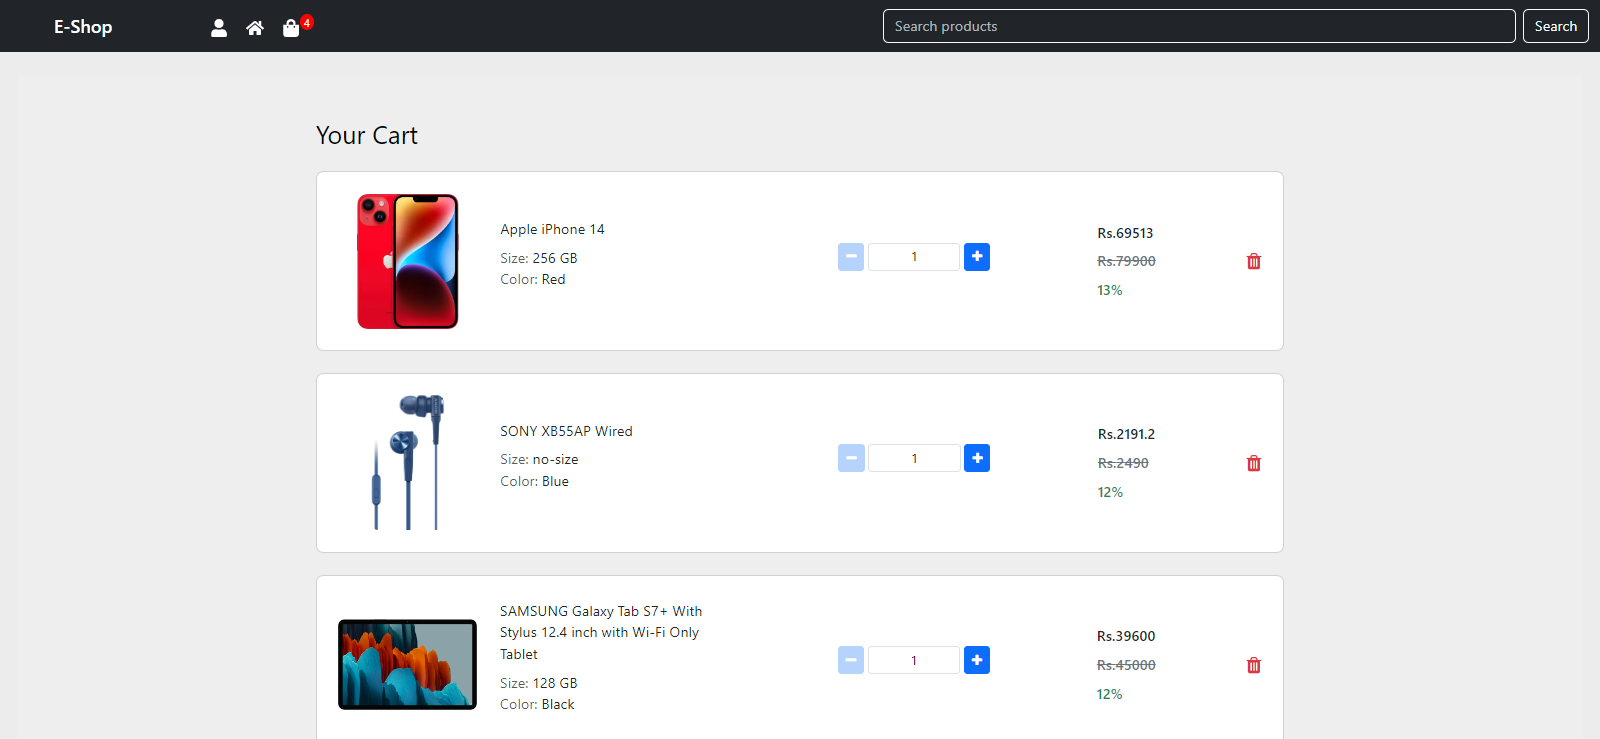 E-Shop
4
Search products
Search
Your Cart
Apple iPhone 14
Size: 256 GB
Color: Red
1
Rs.69513
Rs.79900
13%
SONY XB55AP Wired
Size: no-size
Color: Blue
1
Rs.2191.2
Rs.2490
12%
SAMSUNG Galaxy Tab S7+ With
Stylus 12.4 inch with Wi-Fi Only
Tablet
Size: 128 GB
Color: Black
1
Rs.39600
Rs.45000
12%